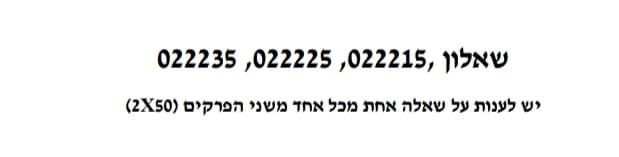 שאלון ,022215, 022225, 022235
יש לענות על שאלה אחת מכל אחד משני הפרקים (2X50)